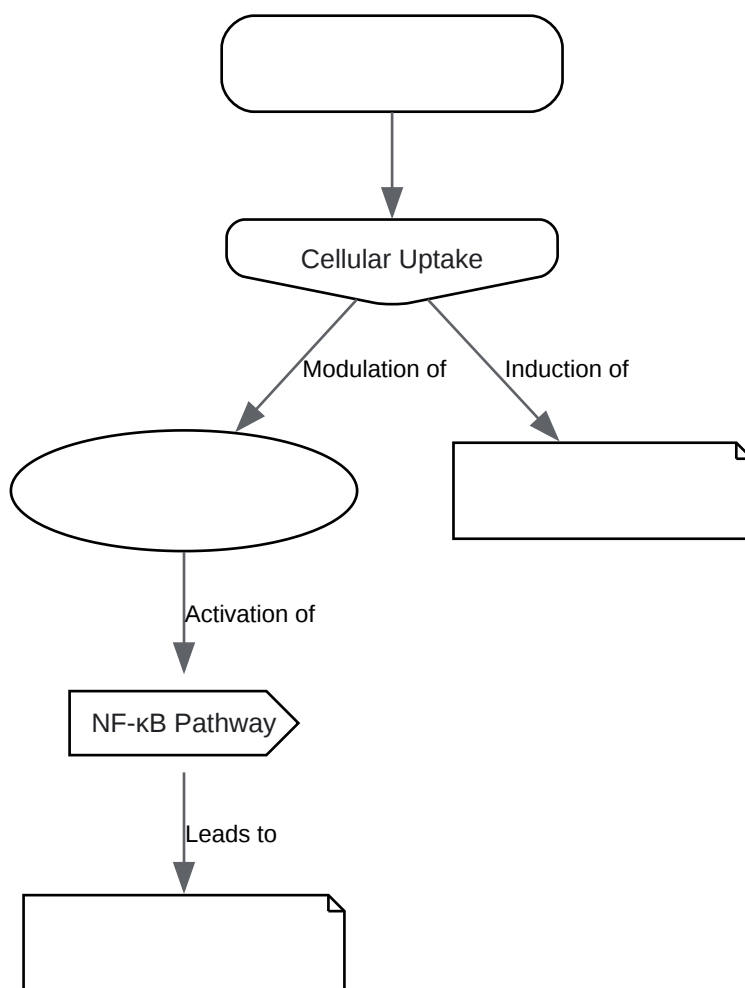 Cellular Uptake
Modulation of
Induction of
Activation of
NF-κB Pathway
Leads to